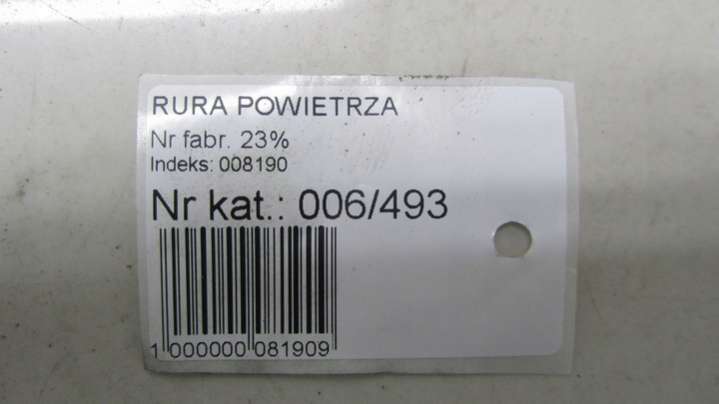 RURA POWIETRZA
Nr fabr. 23%
Indeks: 008190
Nr kat.: 006/493
1 000000 081909